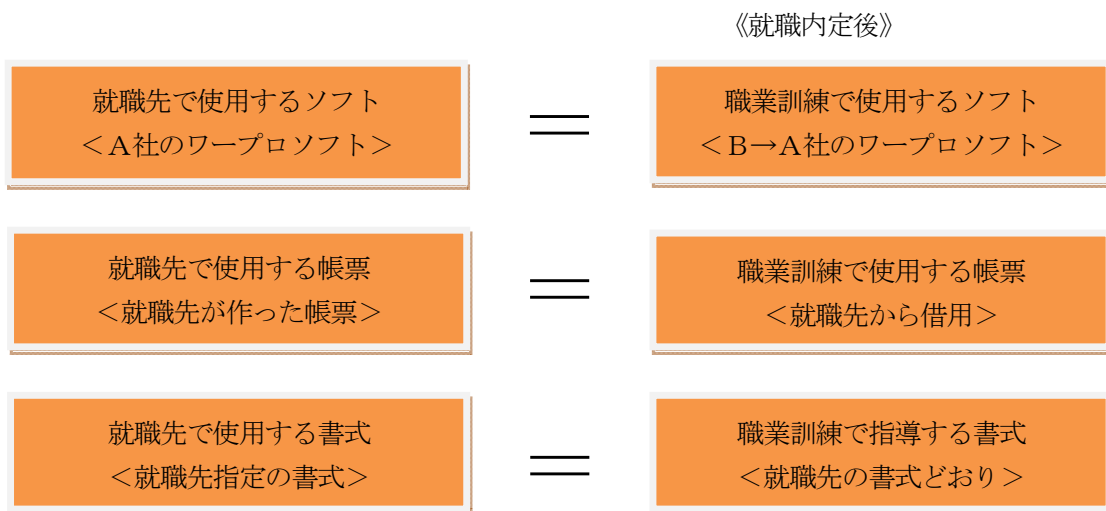 《就職内定後》
就職先で使用するソフト
＜Ａ社のワープロソフト＞
＝
職業訓練で使用するソフト
＜Ｂ→Ａ社のワープロソフト＞
就職先で使用する帳票
＜就職先が作った帳票＞
＝
職業訓練で使用する帳票
＜就職先から借用＞
就職先で使用する書式
＜就職先指定の書式＞
＝
職業訓練で指導する書式
＜就職先の書式どおり＞